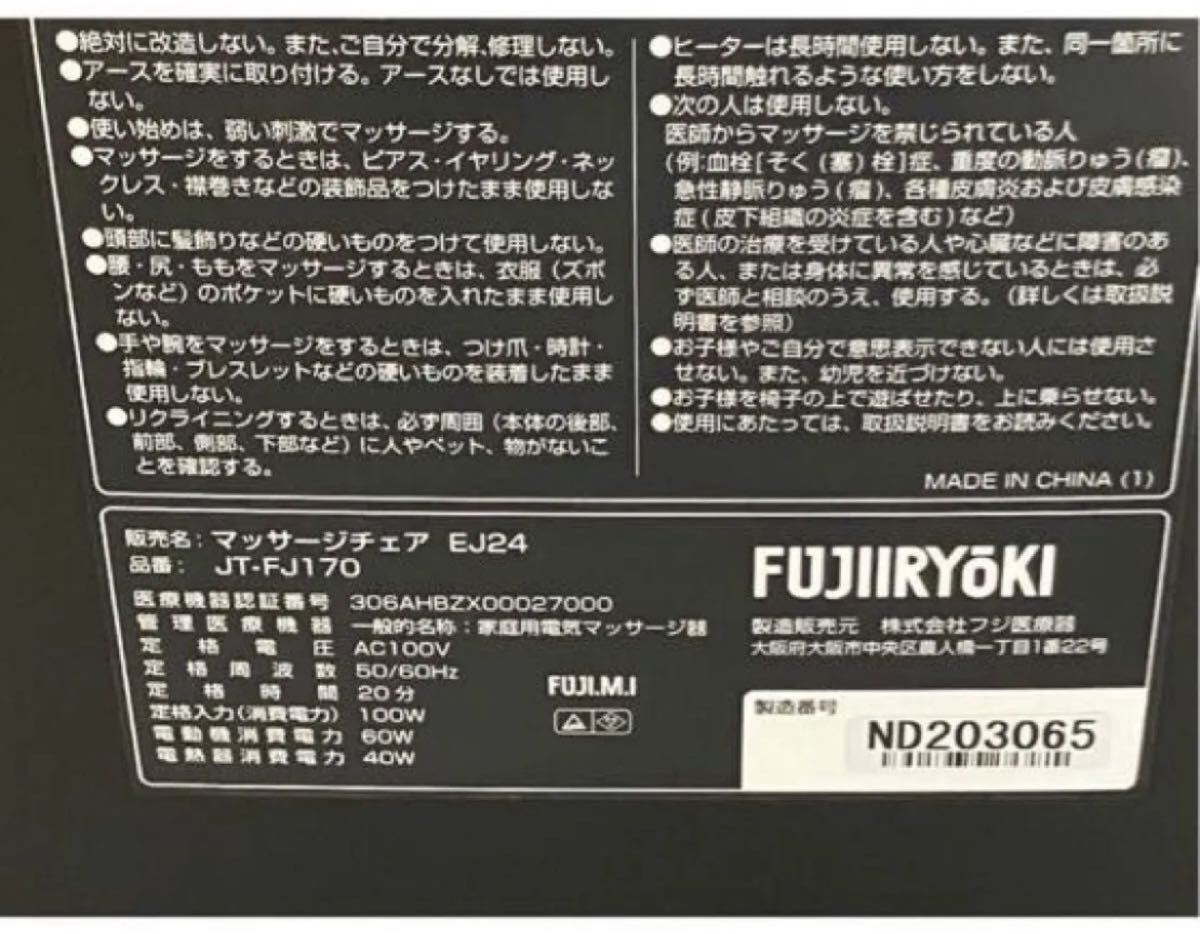 ●絶対に改造しない。また、ご自分で分解、修理しない。
●アースを確実に取り付ける。アースなしでは使用し
ない。
●使い始めは、弱い刺激でマッサージする。
●マッサージをするときは、ピアス・イヤリング・ネッ
クレス・襟巻きなどの装飾品をつけたまま使用しな
い。
●頭部に髪飾りなどの硬いものをつけて使用しない。
●腰・尻・ももをマッサージするときは、衣服（ズボ
ンなど）のポケットに硬いものを入れたまま使用し
ない。
●手や腕をマッサージをするときは、つけ爪・時計・
指輪・ブレスレットなどの硬いものを装着したまま
使用しない。
●リクライニングするときは、必ず周囲（本体の後部、
前部、側部、下部など）に人やペット、物がないこ
とを確認する。
●ヒーターは長時間使用しない。また、同一箇所に
長時間触れるような使い方をしない。
●次の人は使用しない。
医師からマッサージを禁じられている人
(例:血栓[そく（塞）栓]症、重度の動脈りゅう（瘤）、
急性静脈りゅう（瘤）、各種皮膚炎および皮膚感染
症（皮下組織の炎症を含む）など）
●医師の治療を受けている人や心臓などに障害のあ
る人、または身体に異常を感じているときは、必
ず医師と相談のうえ、使用する。（詳しくは取扱説
明書を参照）
●お子様やご自分で意思表示できない人には使用さ
せない。また、幼児を近づけない。
●お子様を椅子の上で遊ばせたり、上に乗らせない。
●使用にあたっては、取扱説明書をお読みください。
MADE IN CHINA (1)
販売名：マッサージチェア EJ24
品番： JT-FJ170
医療機器認証番号 306AHBZX00027000
管理医療機器 一般的名称：家庭用電気マッサージ器
定格電圧 AC100V
定格周波数 50/60Hz
定格時間 20分
定格入力(消費電力) 100W
電動機消費電力 60W
電熱器消費電力 40W
FUJI.M.I
FUJIIRYōKI
製造販売元 株式会社フジ医療器
大阪府大阪市中央区農人橋一丁目1番22号
製造番号
ND203065